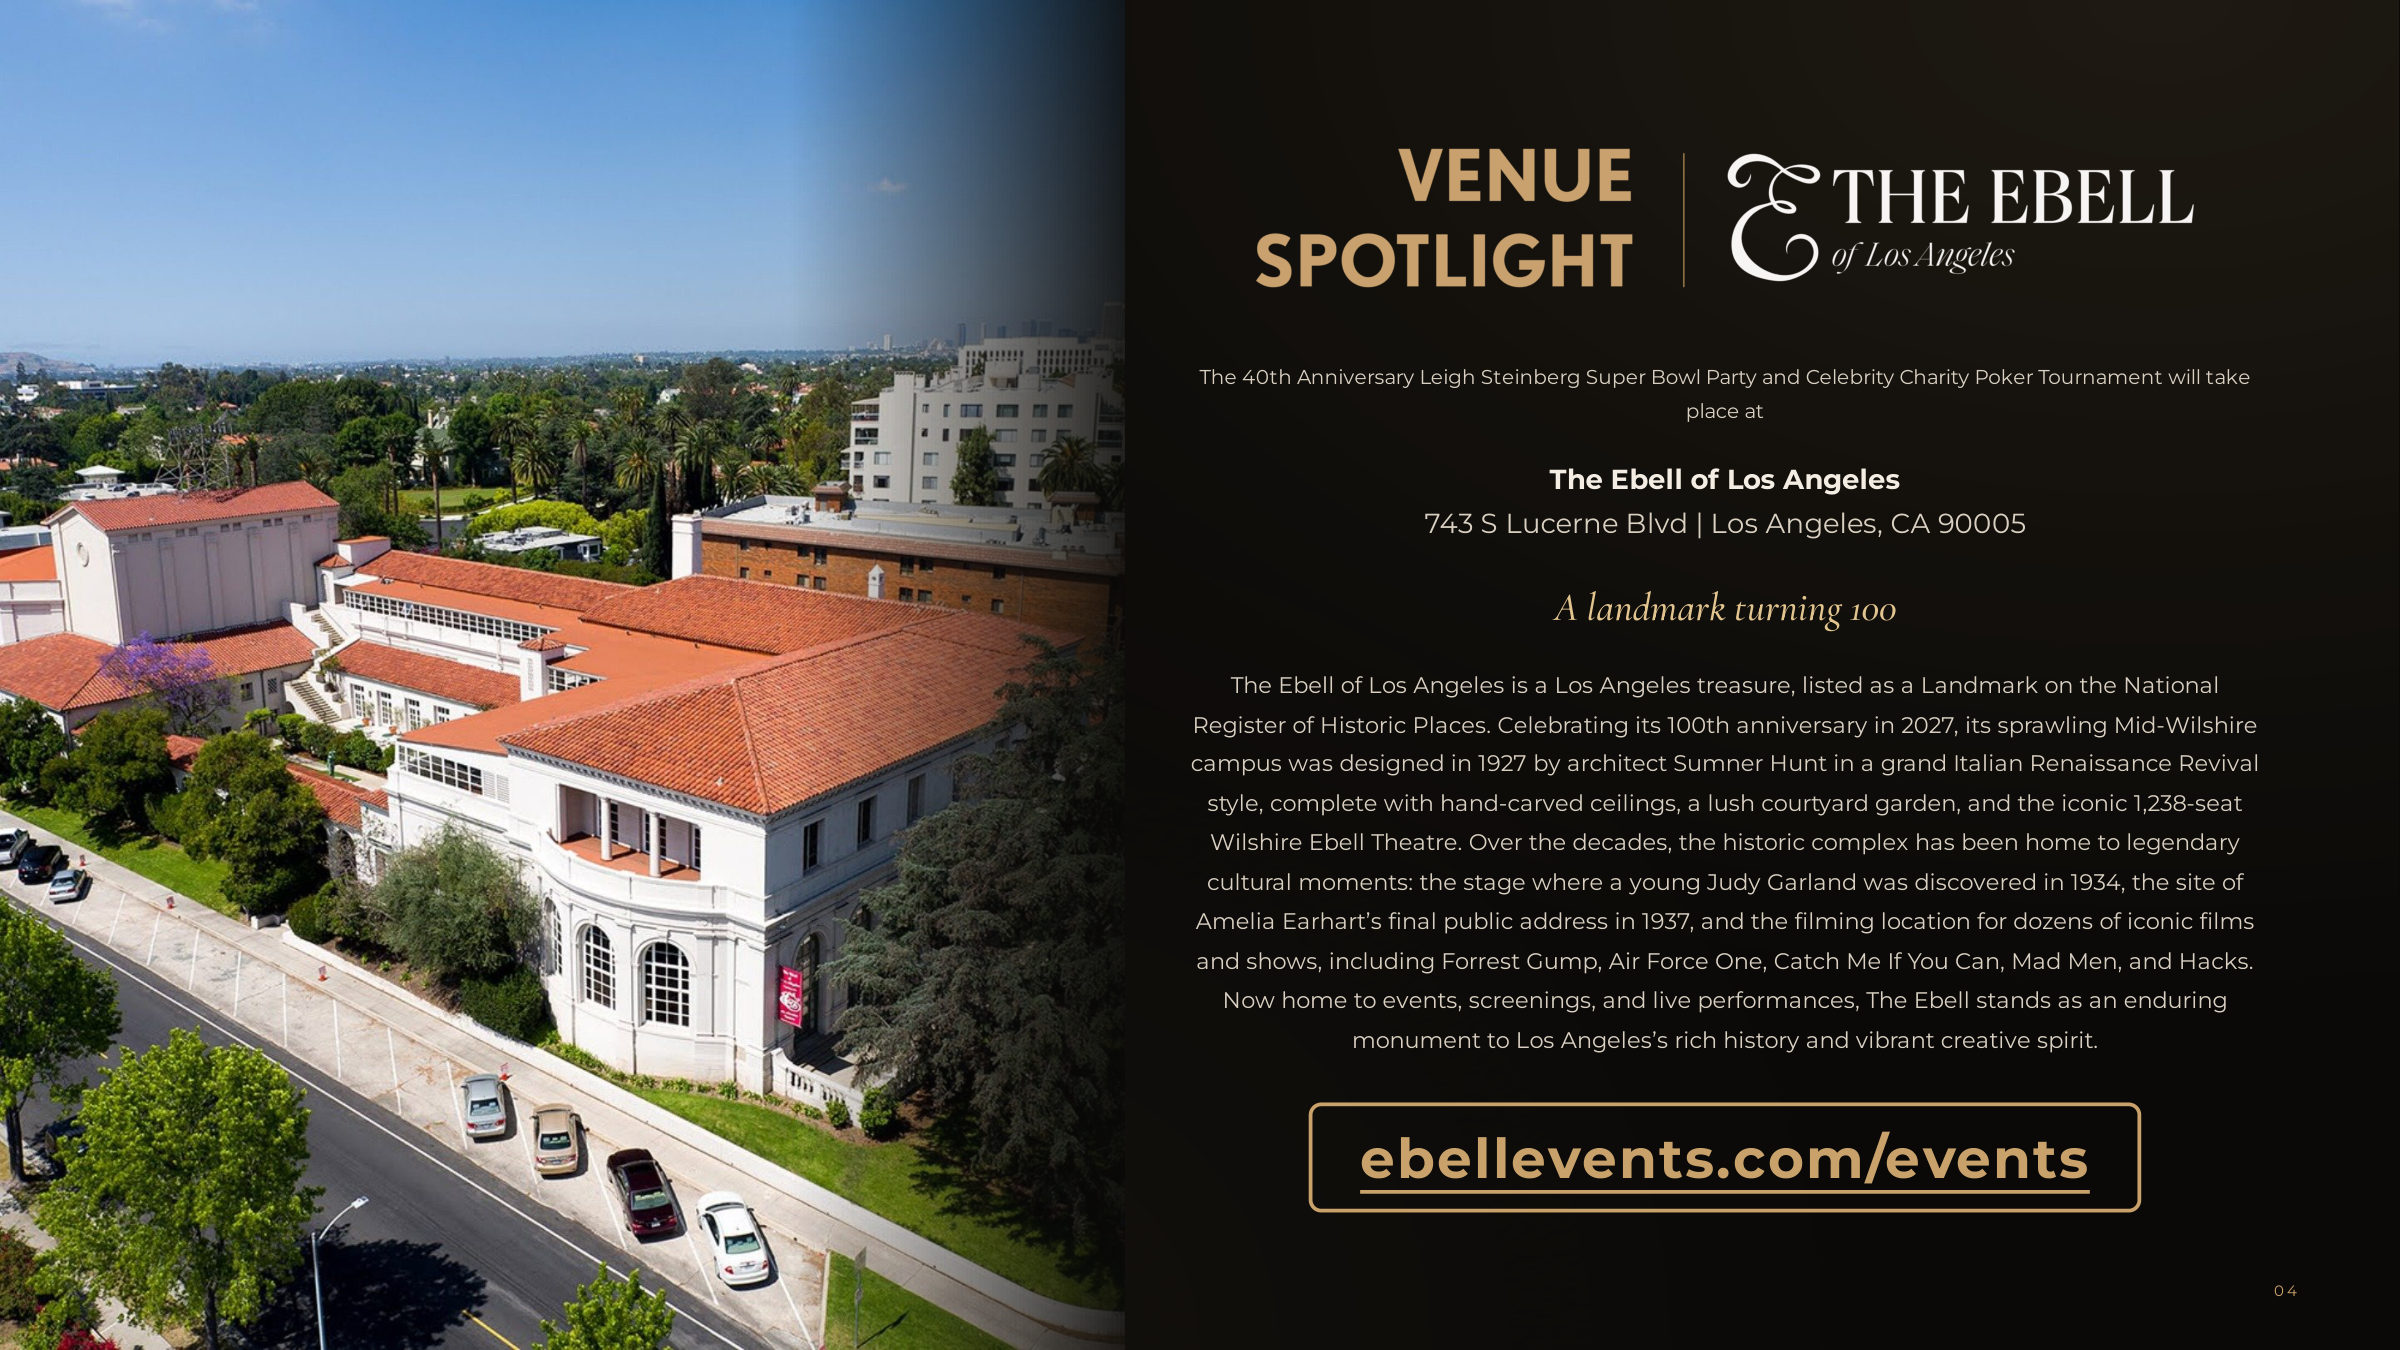 VENUE
SPOTLIGHT
E THE EBELL
of Los Angeles
The 40th Anniversary Leigh Steinberg Super Bowl Party and Celebrity Charity Poker Tournament will take
place at
The Ebell of Los Angeles
743 S Lucerne Blvd | Los Angeles, CA 90005
A landmark turning 100
The Ebell of Los Angeles is a Los Angeles treasure, listed as a Landmark on the National
Register of Historic Places. Celebrating its 100th anniversary in 2027, its sprawling Mid-Wilshire
campus was designed in 1927 by architect Sumner Hunt in a grand Italian Renaissance Revival
style, complete with hand-carved ceilings, a lush courtyard garden, and the iconic 1,238-seat
Wilshire Ebell Theatre. Over the decades, the historic complex has been home to legendary
cultural moments: the stage where a young Judy Garland was discovered in 1934, the site of
Amelia Earhart’s final public address in 1937, and the filming location for dozens of iconic films
and shows, including Forrest Gump, Air Force One, Catch Me If You Can, Mad Men, and Hacks.
Now home to events, screenings, and live performances, The Ebell stands as an enduring
monument to Los Angeles’s rich history and vibrant creative spirit.
ebellevents.com/events
04